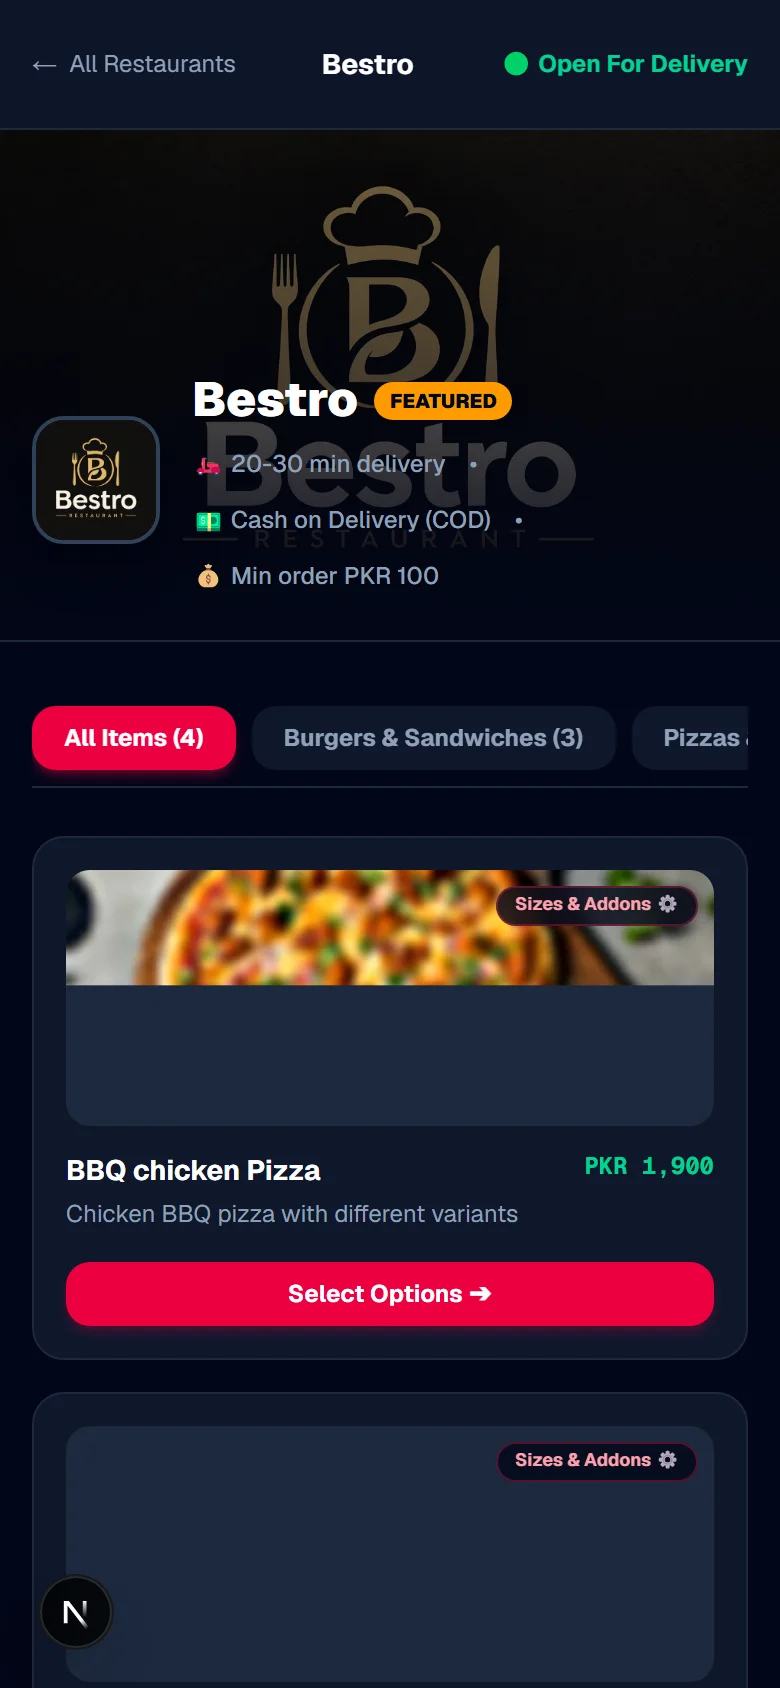 ← All Restaurants
Bestro
Open For Delivery
B
Bestro FEATURED
Bestro
RESTAURANT
B
Bestro
RESTAURANT
20-30 min delivery •
Cash on Delivery (COD) •
Min order PKR 100
All Items (4)
Burgers & Sandwiches (3)
Pizzas
Sizes & Addons
BBQ chicken Pizza
PKR 1,900
Chicken BBQ pizza with different variants
Select Options ➔
Sizes & Addons
N